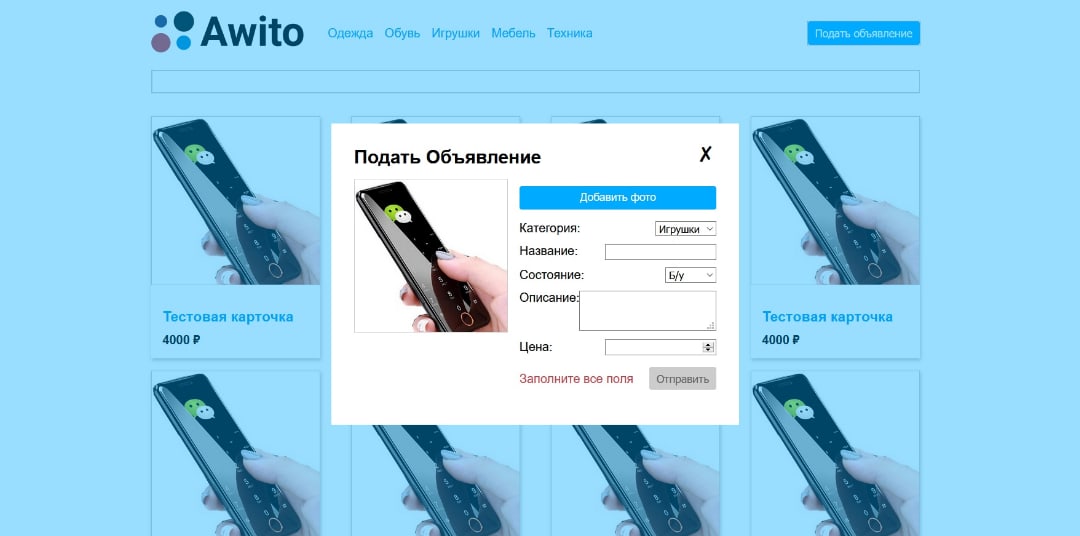 Awito
Одежда Обувь Игрушки Мебель Техника
Подать объявление
Подать Объявление
✗
Добавить фото
Категория: Игрушки
Название:
Состояние: Б/у
Описание:
Цена:
Заполните все поля Отправить
Тестовая карточка
4000 ₽
Тестовая карточка
4000 ₽